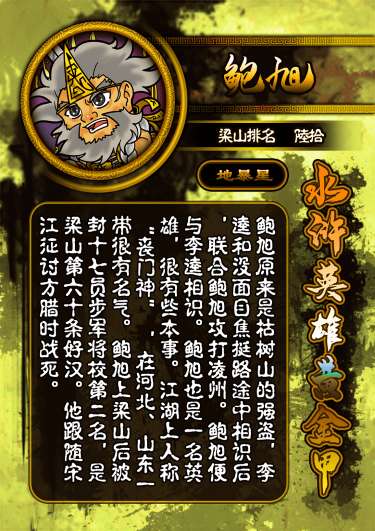 鲍旭
梁山排名 陆拾
地暴星
水浒英雄黄金甲
鲍旭原来是枯树山的强盗，李
逵和没面目焦挺路途中相识后
，联合鲍旭攻打凌州。鲍旭便
与李逵相识。鲍旭也是一名英
雄，很有些本事。江湖上人称
“丧门神”，在河北、山东一
带很有名气。鲍旭上梁山后被
封十七员步军将校第二名，是
梁山第六十条好汉。他跟随宋
江征讨方腊时战死。